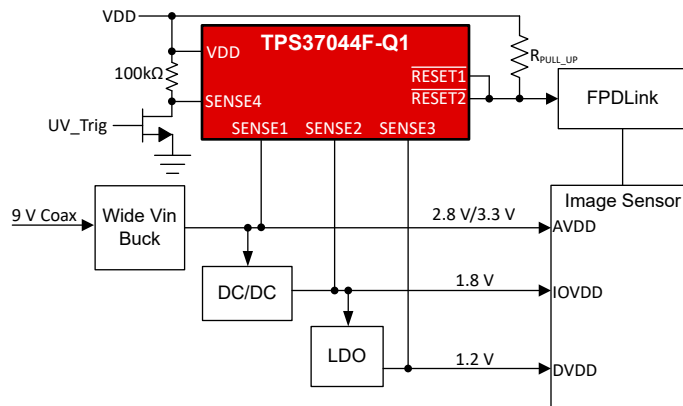 VDD
TPS37044F-Q1
VDD
100kΩ
RESET1
RPULL_UP
SENSE4
RESET2
FPDLink
UV_Trig
SENSE1 SENSE2 SENSE3
Image Sensor
9 V Coax
Wide Vin
Buck
2.8 V/3.3 V
AVDD
DC/DC
1.8 V
IOVDD
LDO
1.2 V
DVDD